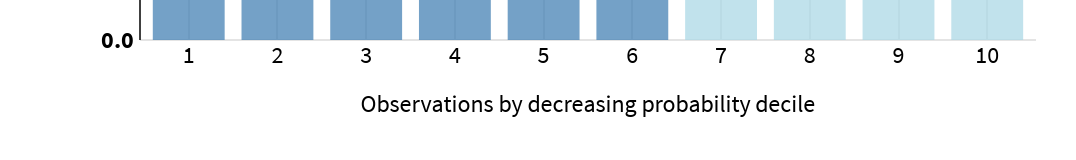 0.0
1 2 3 4 5 6 7 8 9 10
Observations by decreasing probability decile